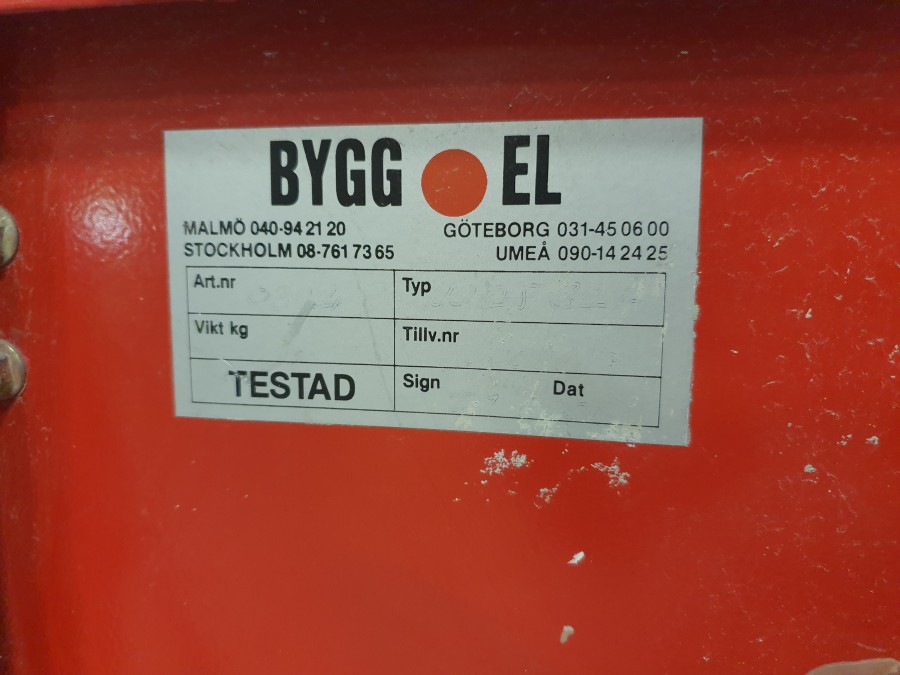 BYGG EL
MALMÖ 040-94 21 20 GÖTEBORG 031-45 06 00
STOCKHOLM 08-761 73 65 UMEÅ 090-14 24 25
Art.nr Typ
Vikt kg Tillv.nr
TESTAD Sign Dat